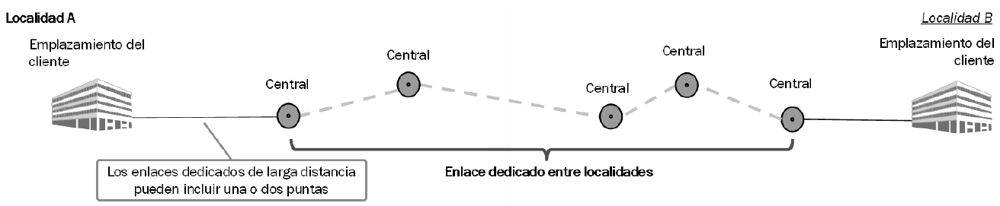 Localidad A
Localidad B
Emplazamiento del
cliente
Emplazamiento del
cliente
Central
Central
Central
Central
Central
Los enlaces dedicados de larga distancia
pueden incluir una o dos puntas
Enlace dedicado entre localidades